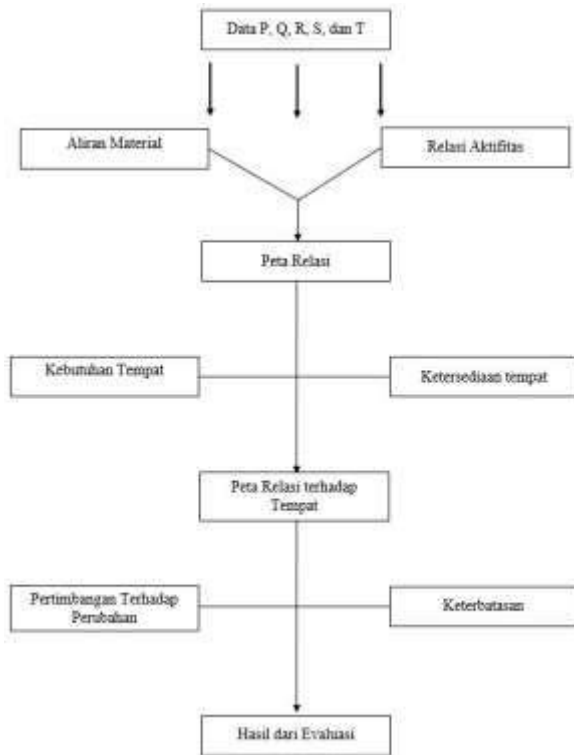 Data P, Q, R, S, dan T
Aliran Material
Relasi Aktifitas
Peta Relasi
Kebutuhan Tempat
Ketersediaan tempat
Peta Relasi terhadap
Tempat
Pertimbangan Terhadap
Perubahan
Keterbatasan
Hasil dari Evaluasi